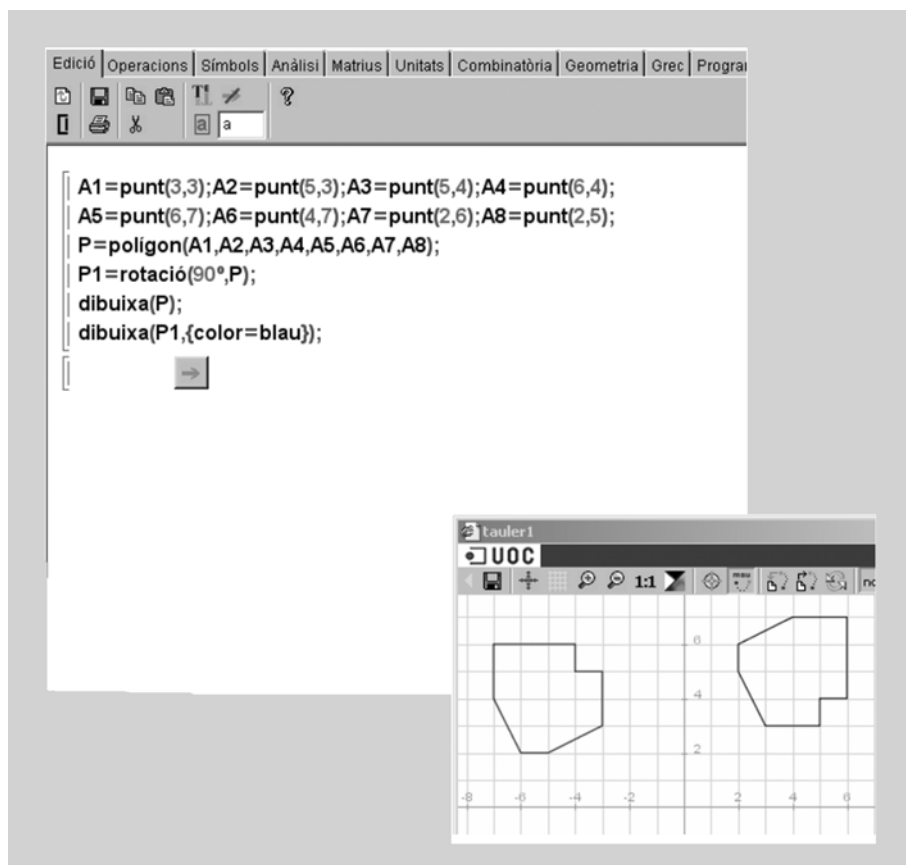 Edició Operacions Símbols Anàlisi Matrius Unitats Combinatòria Geometria Grec Progra
a a
A1=punt(3,3);A2=punt(5,3);A3=punt(5,4);A4=punt(6,4);
A5=punt(6,7);A6=punt(4,7);A7=punt(2,6);A8=punt(2,5);
P=polígon(A1,A2,A3,A4,A5,A6,A7,A8);
P1=rotació(90º,P);
dibuixa(P);
dibuixa(P1,{color=blau});
tauler1
UOC
1:1 mou no
6
4
2
-8 -6 -4 -2 2 4 6